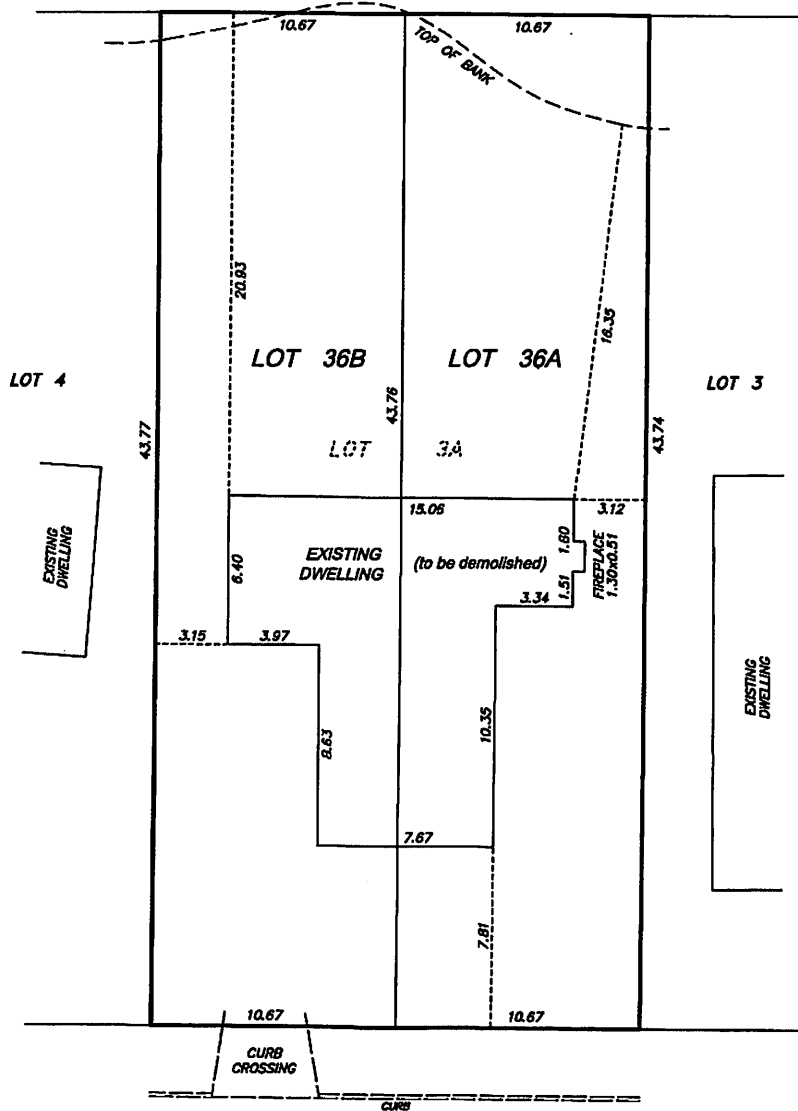 10.67
10.67
TOP OF BANK
20.93
16.35
LOT 36B
LOT 36A
LOT 4
LOT 3
43.77
43.76
43.74
LOT 3A
15.06
3.12
EXISTING
DWELLING
EXISTING
DWELLING
(to be demolished)
6.40
1.60
FIREPLACE
1.30x0.51
1.51
3.34
3.15
3.97
EXISTING
DWELLING
8.63
10.35
7.67
7.81
10.67
10.67
CURB
CROSSING
CURB